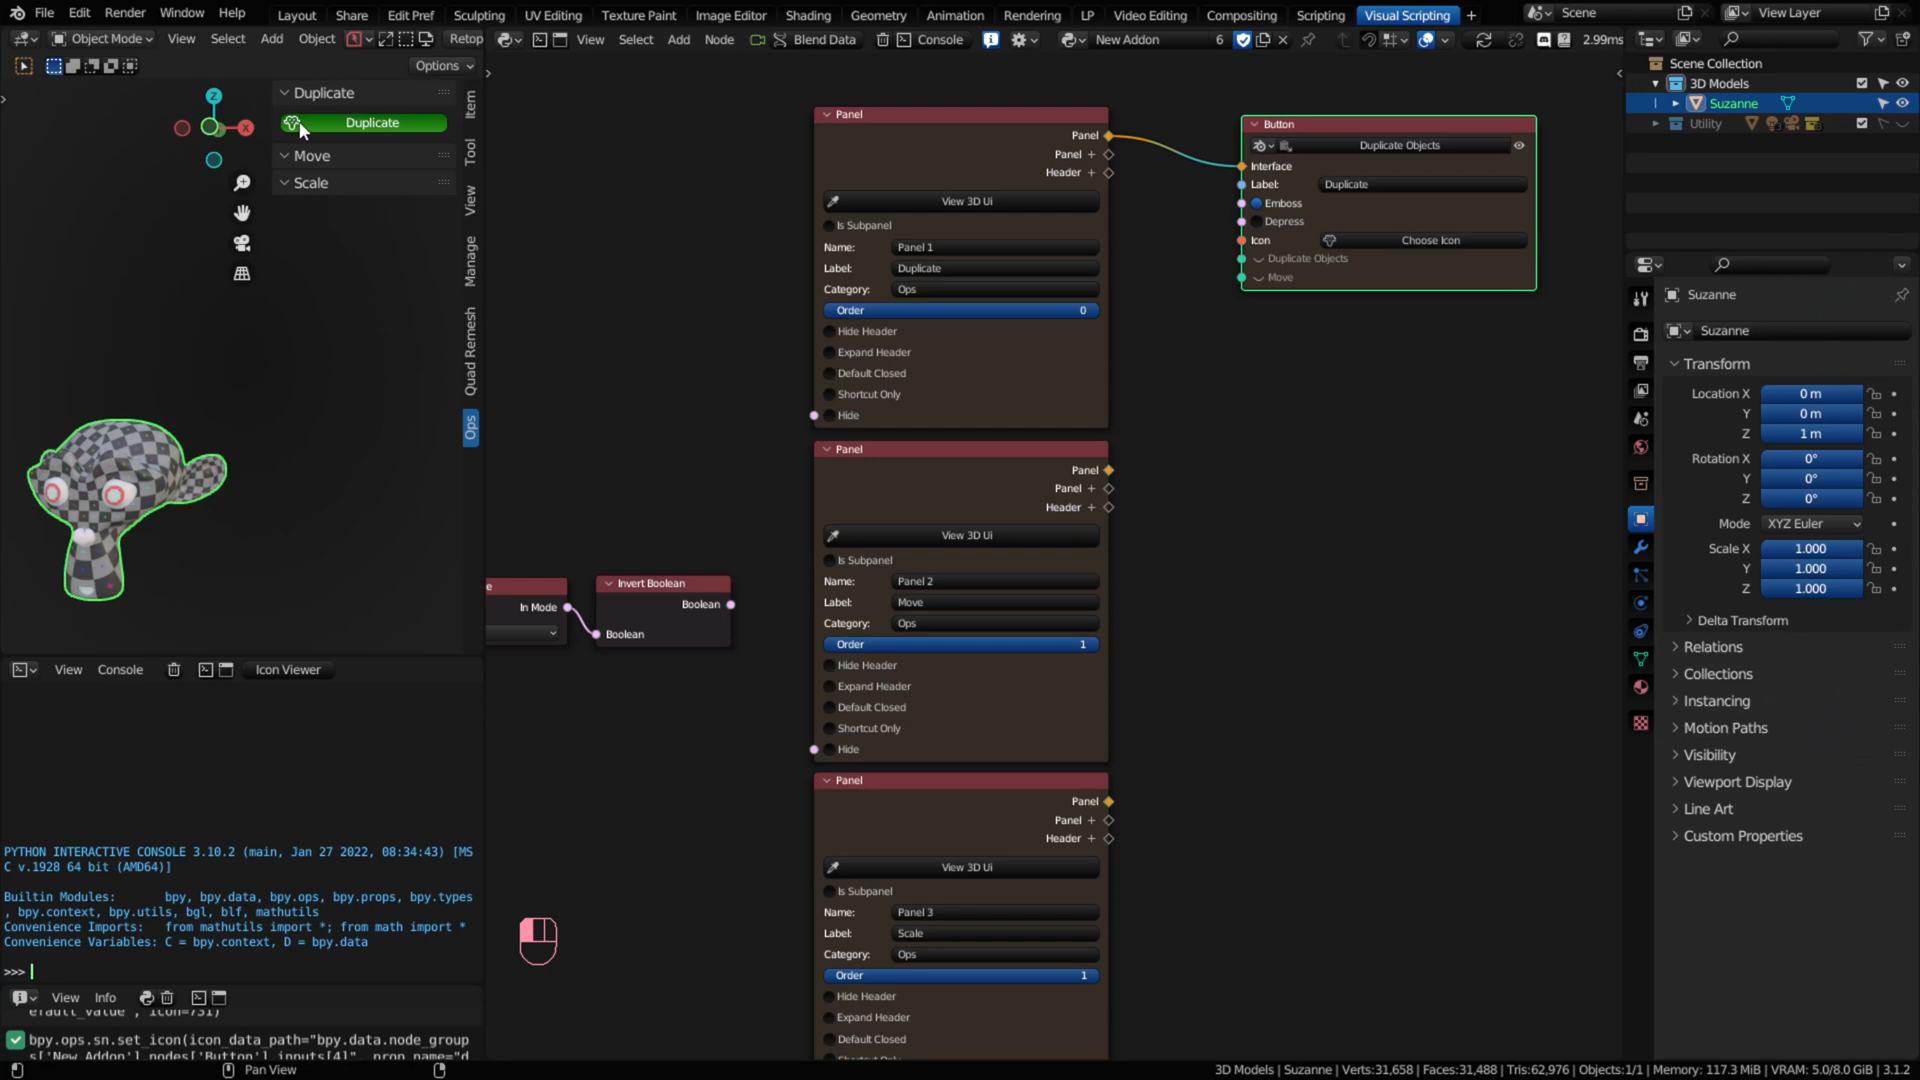 File Edit Render Window Help Layout Share Edit Pref Sculpting UV Editing Texture Paint Image Editor Shading Geometry Animation Rendering LP Video Editing Compositing Scripting Visual Scripting + Scene View Layer
Object Mode View Select Add Object Retop View Select Add Node Blend Data Console New Addon 6 2.99ms
Options
Duplicate
Duplicate
Move
Scale
Z
X
Item
Tool
View
Manage
Quad Remesh
Ops
Panel
Panel
Panel +
Header +
View 3D Ui
Is Subpanel
Name: Panel 1
Label: Duplicate
Category: Ops
Order 0
Hide Header
Expand Header
Default Closed
Shortcut Only
Hide
Button
Duplicate Objects
Interface
Label: Duplicate
Emboss
Depress
Icon Choose Icon
Duplicate Objects
Move
Panel
Panel
Panel +
Header +
View 3D Ui
Is Subpanel
Name: Panel 2
Label: Move
Category: Ops
Order 1
Hide Header
Expand Header
Default Closed
Shortcut Only
Hide
e
In Mode
Invert Boolean
Boolean
Boolean
Panel
Panel
Panel +
Header +
View 3D Ui
Is Subpanel
Name: Panel 3
Label: Scale
Category: Ops
Order 1
Hide Header
Expand Header
Default Closed
Scene Collection
3D Models
Suzanne
Utility
Suzanne
Suzanne
Transform
Location X 0 m
Y 0 m
Z 1 m
Rotation X 0°
Y 0°
Z 0°
Mode XYZ Euler
Scale X 1.000
Y 1.000
Z 1.000
Delta Transform
Relations
Collections
Instancing
Motion Paths
Visibility
Viewport Display
Line Art
Custom Properties
View Console Icon Viewer
PYTHON INTERACTIVE CONSOLE 3.10.2 (main, Jan 27 2022, 08:34:43) [MS
C v.1928 64 bit (AMD64)]
Builtin Modules: bpy, bpy.data, bpy.ops, bpy.props, bpy.types
, bpy.context, bpy.utils, bgl, blf, mathutils
Convenience Imports: from mathutils import *; from math import *
Convenience Variables: C = bpy.context, D = bpy.data
>>>
View Info
efault_value", icon=731)
bpy.ops.sn.set_icon(icon_data_path="bpy.data.node_group
s['New Addon'].nodes['Button'].inputs[4]", prop_name="d
Pan View
3D Models | Suzanne | Verts:31,658 | Faces:31,488 | Tris:62,976 | Objects:1/1 | Memory: 117.3 MiB | VRAM: 5.0/8.0 GiB | 3.1.2